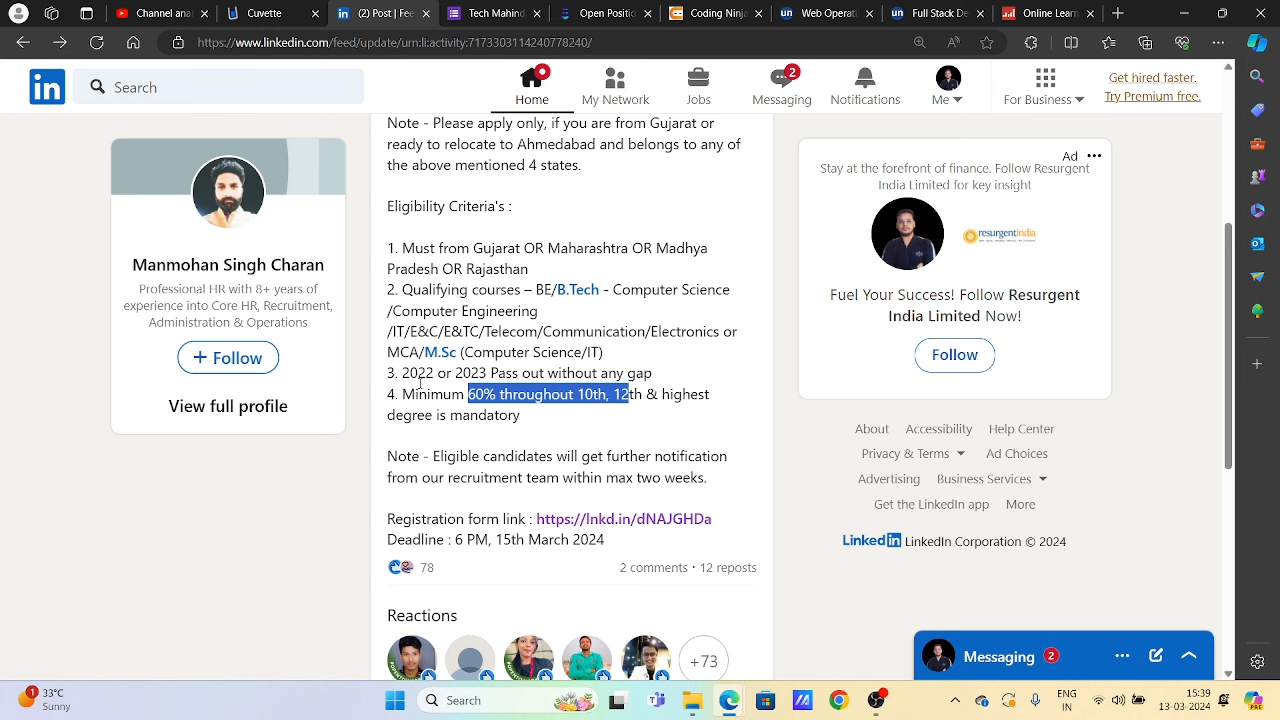 Channel anal
Cuvette
(2) Post |
Tech Mahind
Open Positio
Coding Ninja
Web Operati
Full Stack De
Online Learn
https://www.linkedin.com/feed/update/urn:li:activity:7173303114240778240/
in
Search
Home
My Network
Jobs
2
Messaging
Notifications
Me
For Business
Get hired faster.
Try Premium free.
Manmohan Singh Charan
Professional HR with 8+ years of
experience into Core HR, Recruitment,
Administration & Operations
+ Follow
View full profile
Note - Please apply only, if you are from Gujarat or
ready to relocate to Ahmedabad and belongs to any of
the above mentioned 4 states.
Eligibility Criteria's :
1. Must from Gujarat OR Maharashtra OR Madhya
Pradesh OR Rajasthan
2. Qualifying courses – BE/B.Tech - Computer Science
/Computer Engineering
/IT/E&C/E&TC/Telecom/Communication/Electronics or
MCA/M.Sc (Computer Science/IT)
3. 2022 or 2023 Pass out without any gap
4. Minimum 60% throughout 10th, 12th & highest
degree is mandatory
Note - Eligible candidates will get further notification
from our recruitment team within max two weeks.
Registration form link : https://lnkd.in/dNAJGHDa
Deadline : 6 PM, 15th March 2024
78
2 comments • 12 reposts
Reactions
+73
Ad
Stay at the forefront of finance. Follow Resurgent
India Limited for key insight
resurgentindia
Fuel Your Success! Follow Resurgent
India Limited Now!
Follow
About Accessibility Help Center
Privacy & Terms Ad Choices
Advertising Business Services
Get the LinkedIn app More
Linkedin LinkedIn Corporation © 2024
Messaging 2
1
33°C
Sunny
Search
ENG
IN
15:39
13-03-2024